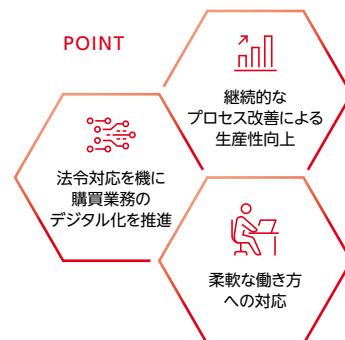 POINT
継続的な
プロセス改善による
生産性向上
法令対応を機に
購買業務の
デジタル化を推進
柔軟な働き方
への対応